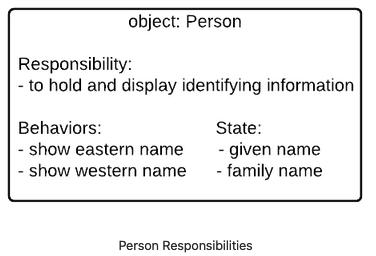 object: Person
Responsibility:
- to hold and display identifying information
Behaviors:
- show eastern name
- show western name
State:
- given name
- family name
Person Responsibilities